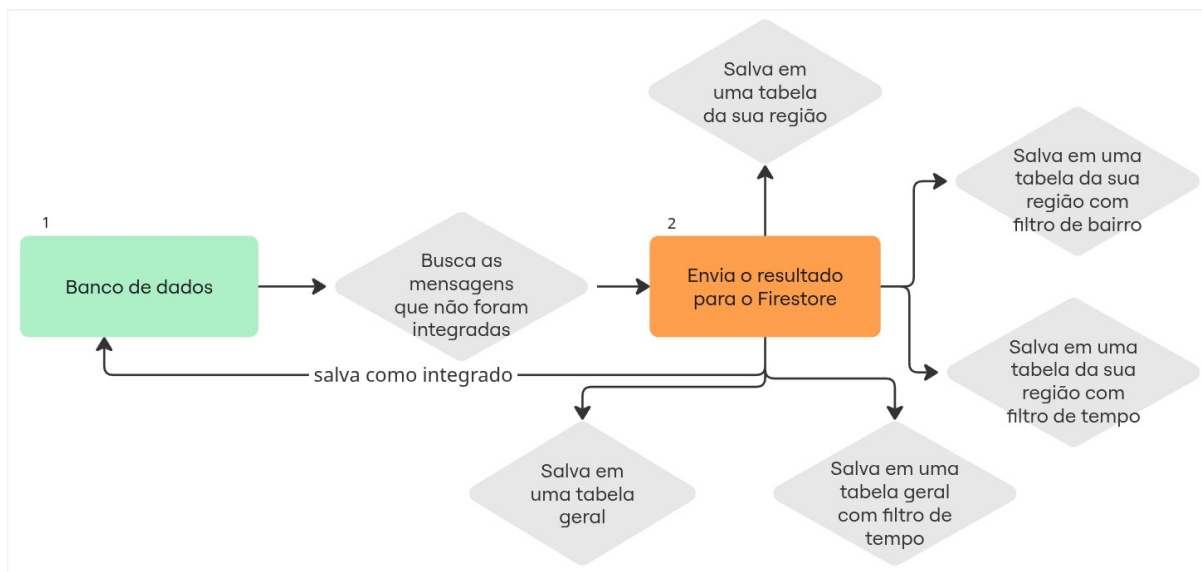 Salva em
uma tabela
da sua região
Salva em uma
tabela da sua
região com
filtro de bairro
1
Banco de dados
Busca as
mensagens
que não foram
integradas
2
Envia o resultado
para o Firestore
Salva em uma
tabela da sua
região com
filtro de tempo
salva como integrado
Salva em
uma tabela
geral
Salva em uma
tabela geral
com filtro de
tempo